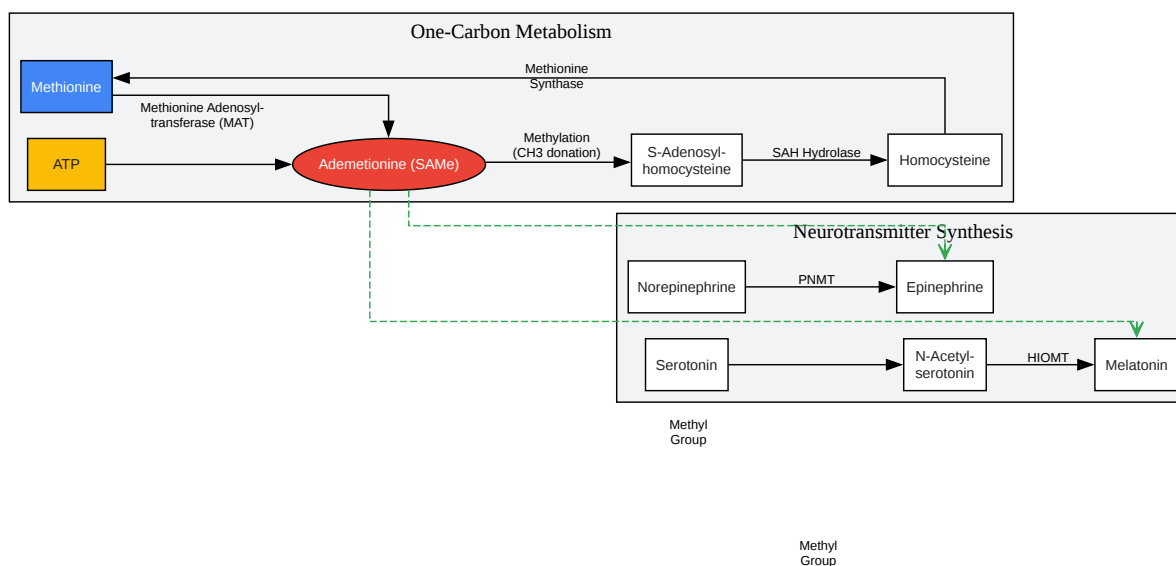 One-Carbon Metabolism
Methionine
Methionine
Synthase
Methionine Adenosyl-
transferase (MAT)
ATP
Ademetionine (SAMe)
Methylation
(CH3 donation)
S-Adenosyl-
homocysteine
SAH Hydrolase
Homocysteine
Neurotransmitter Synthesis
Norepinephrine
PNMT
Epinephrine
Serotonin
N-Acetyl-
serotonin
HIOMT
Melatonin
Methyl
Group
Methyl
Group